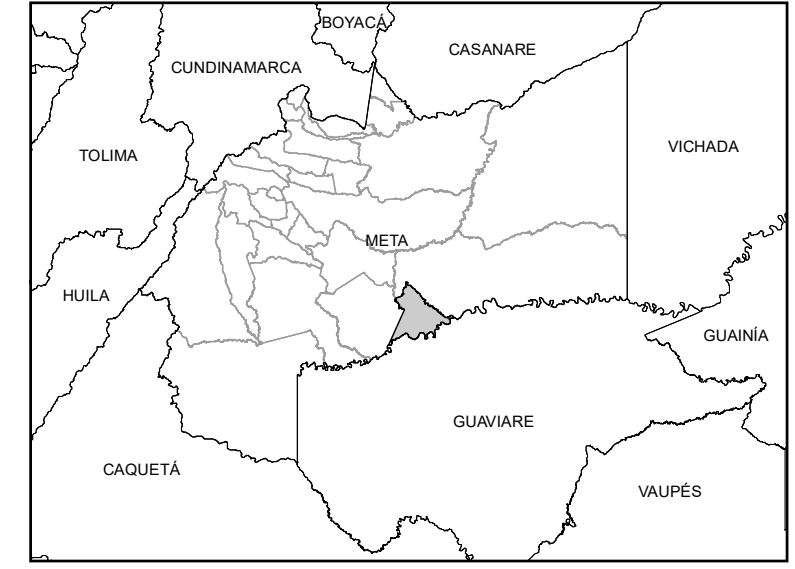 BOYACÁ
CASANARE
CUNDINAMARCA
VICHADA
TOLIMA
META
HUILA
GUAINÍA
GUAVIARE
CAQUETÁ
VAUPÉS